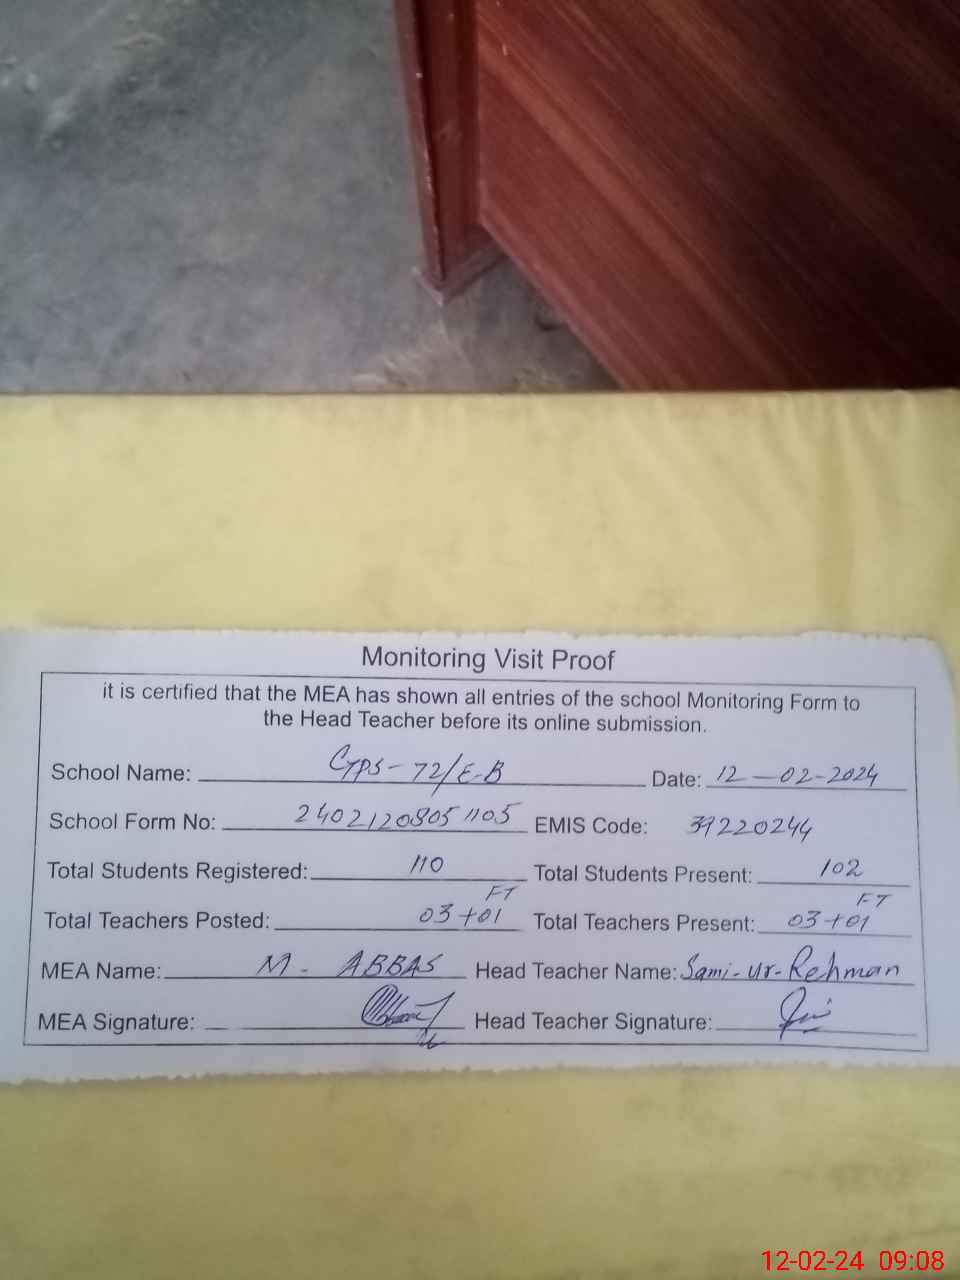 Monitoring Visit Proof
it is certified that the MEA has shown all entries of the school Monitoring Form to
the Head Teacher before its online submission.
School Name: GPS-72/E-B Date: 12-02-2024
School Form No: 24021208051105 EMIS Code: 39220244
Total Students Registered: 110 Total Students Present: 102
FT FT
Total Teachers Posted: 03+01 Total Teachers Present: 03+01
MEA Name: M. ABBAS Head Teacher Name: Sami-ur-Rehman
MEA Signature: Head Teacher Signature:
12-02-24 09:08